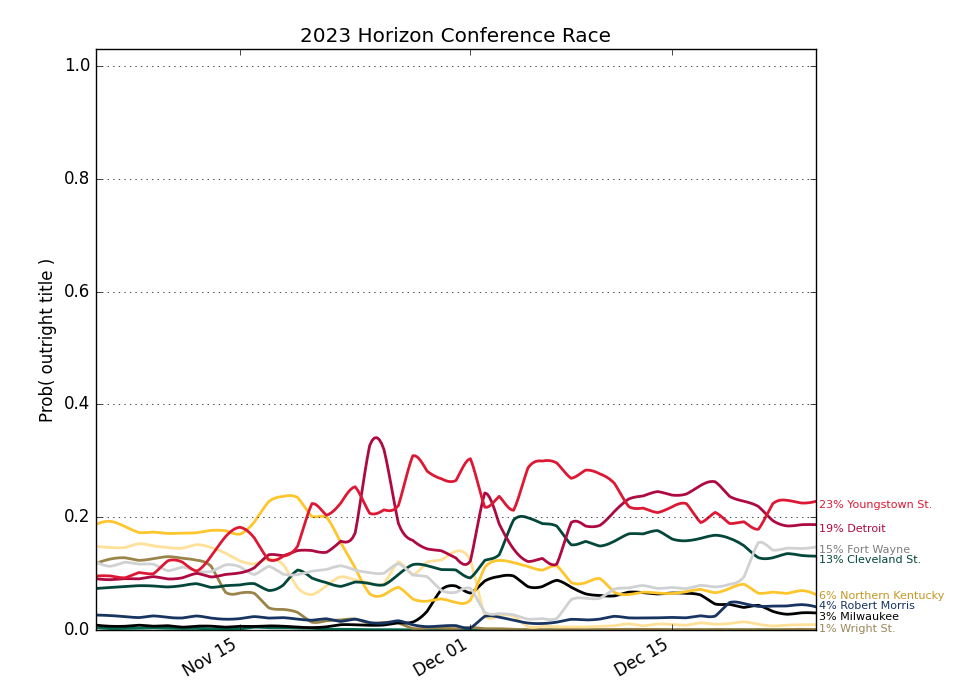 2023 Horizon Conference Race
Prob( outright title )
1.0
0.8
0.6
0.4
0.2
0.0
Nov 15
Dec 01
Dec 15
23% Youngstown St.
19% Detroit
15% Fort Wayne
13% Cleveland St.
6% Northern Kentucky
4% Robert Morris
3% Milwaukee
1% Wright St.